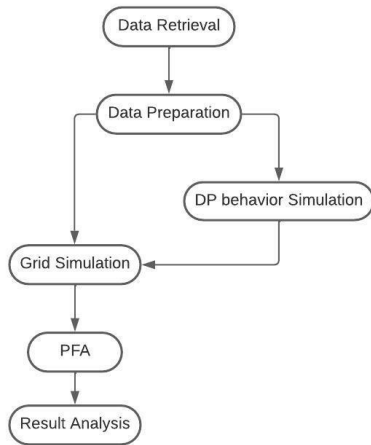 Data Retrieval
Data Preparation
DP behavior Simulation
Grid Simulation
PFA
Result Analysis